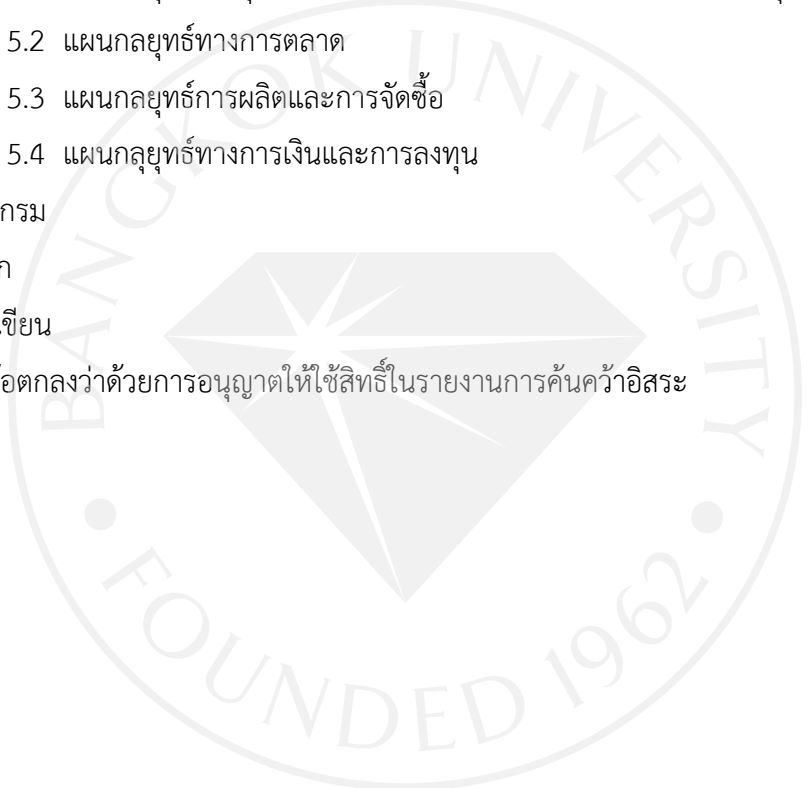 5.2 แผนกลยุทธ์ทางการตลาด
5.3 แผนกลยุทธ์การผลิตและการจัดซื้อ
5.4 แผนกลุยุทธ์ทางการเงินและการลงทุน
กรม
ก
เขียน
อตกลงว่าด้วยการอนุญาตให้ใช้สิทธิ์ในรายงานการค้นคว้าอิสระ
BANGKOK UNIVERSITY
FOUNDED 1962